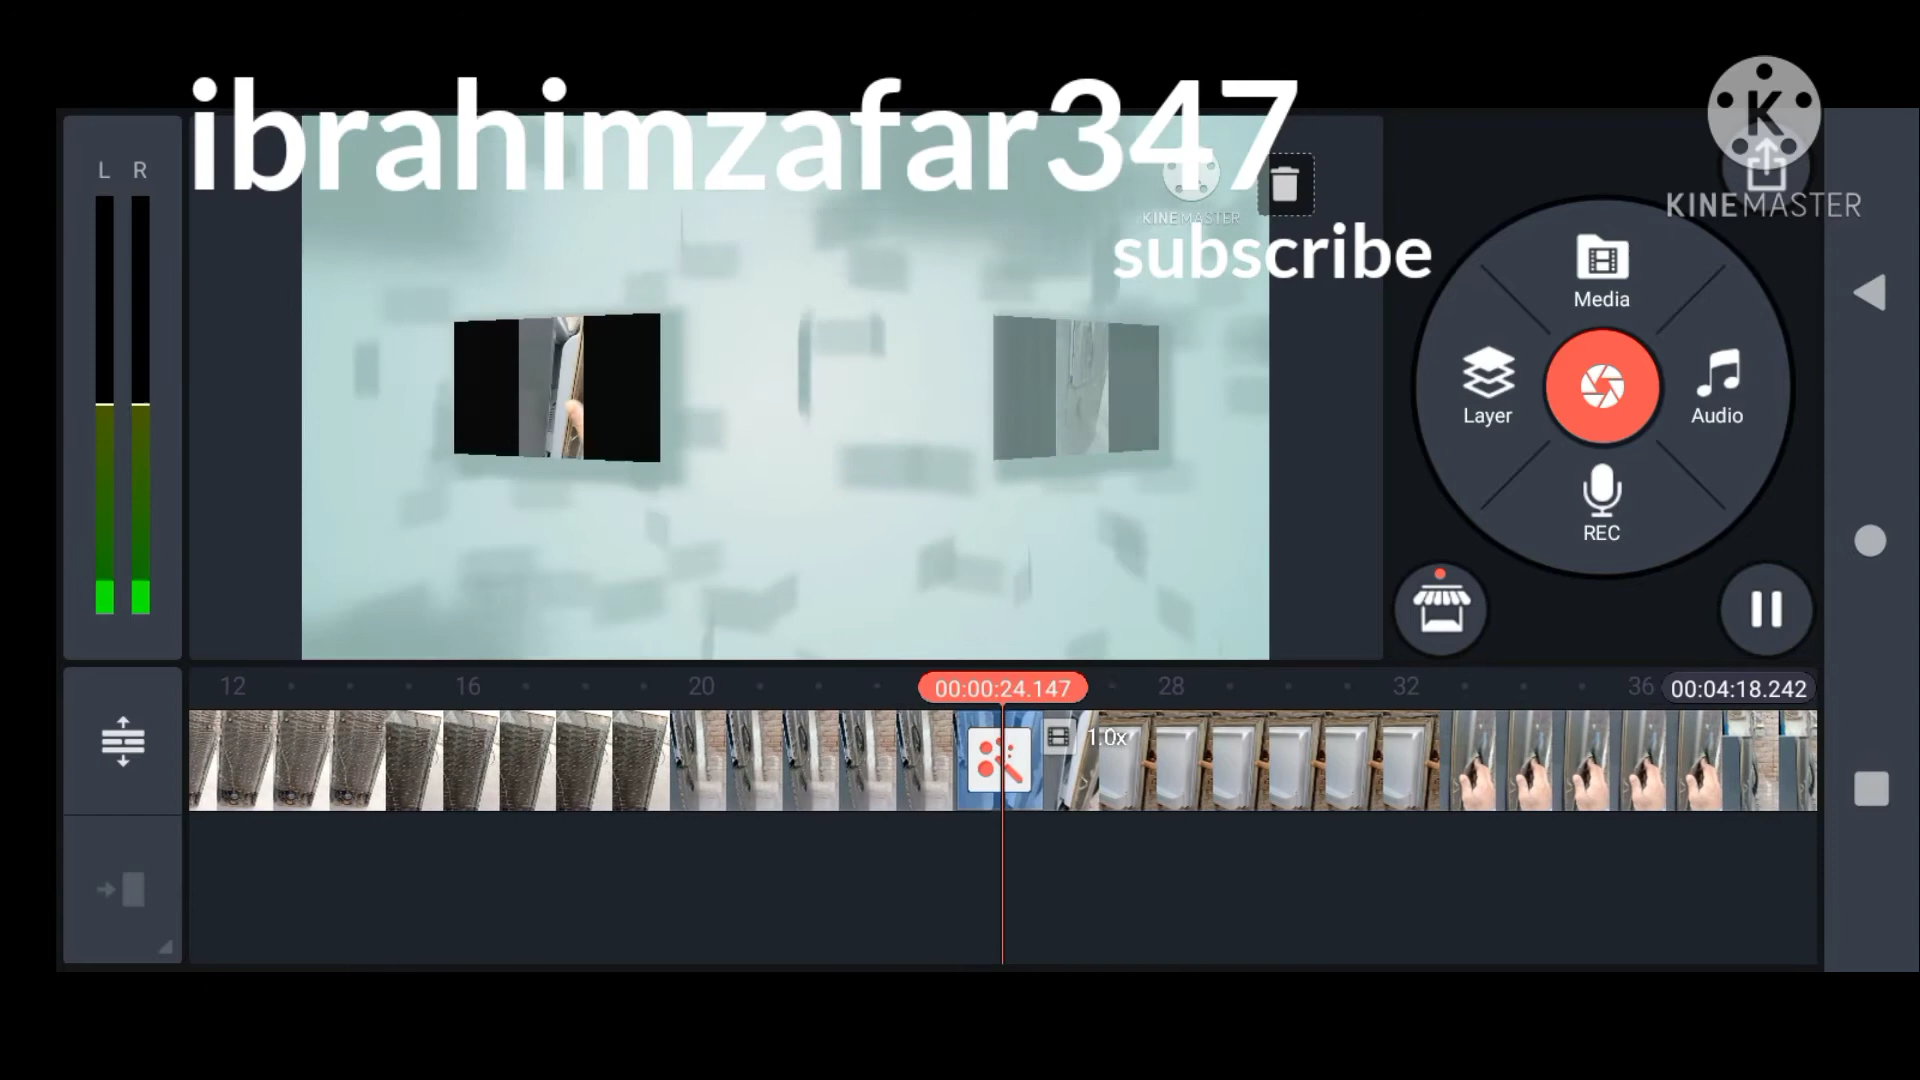 ibrahimzafar347
subscribe
KINEMASTER
KINEMASTER
L R
Media
Layer
Audio
REC
12 16 20 00:00:24.147 28 32 36 00:04:18.242
1.0x